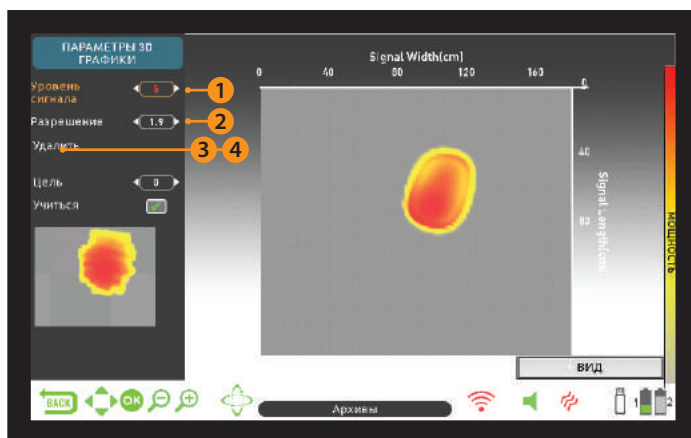 ПАРАМЕТРЫ 3D
ГРАФИКИ
Уровень
сигнала
5
1
Разрешение
1.9
2
Удалить
3
4
Цель
0
Учиться
Signal Width(cm)
0
40
80
120
160
0
40
80
Signal Length(cm)
МОЩНОСТЬ
ВИД
BACK
OK
Архивы
1
2